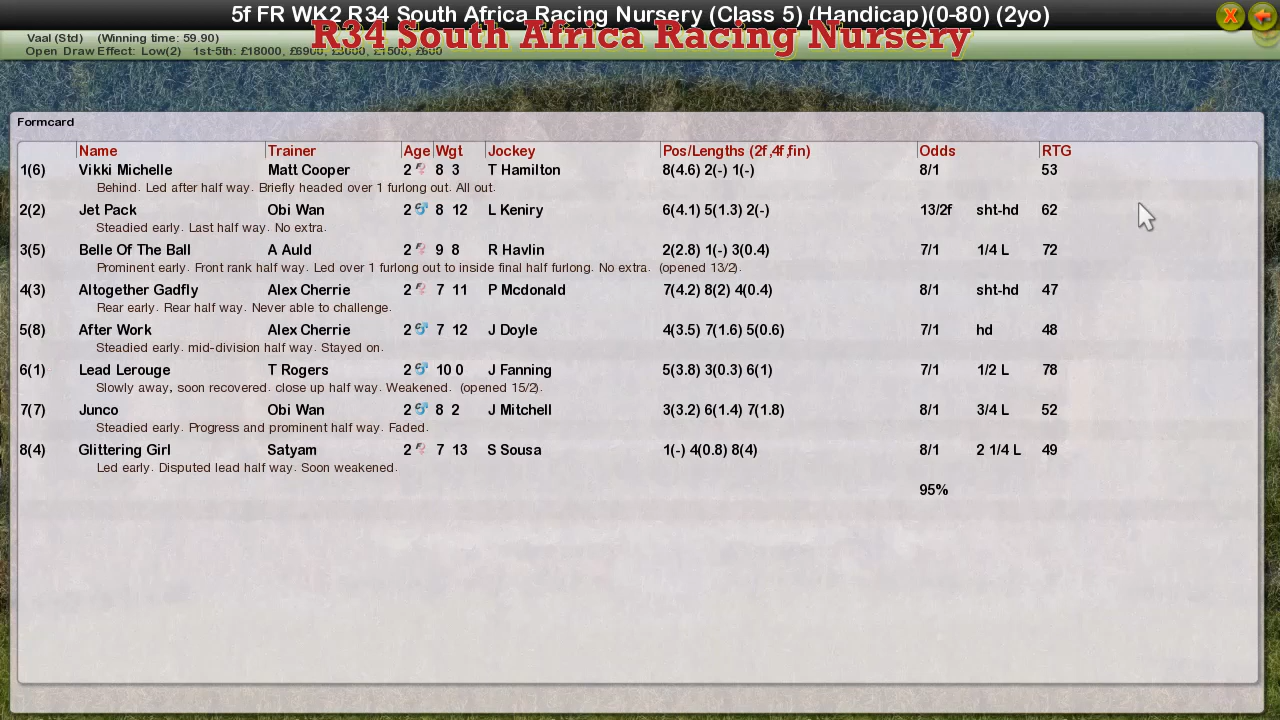 5f FR WK2 R34 South Africa Racing Nursery (Class 5) (Handicap)(0-80) (2yo)
R34 South Africa Racing Nursery
Vaal (Std) (Winning time: 59.90)
Open Draw Effect: Low(2) 1st-5th: £18000, £6900, £3000, £1500, £600
Formcard
Name Trainer Age Wgt Jockey Pos/Lengths (2f,4f,fin) Odds RTG
1(6) Vikki Michelle Matt Cooper 2 8 3 T Hamilton 8(4.6) 2(-) 1(-) 8/1 53
Behind. Led after half way. Briefly headed over 1 furlong out. All out.
2(2) Jet Pack Obi Wan 2 8 12 L Keniry 6(4.1) 5(1.3) 2(-) 13/2f sht-hd 62
Steadied early. Last half way. No extra.
3(5) Belle Of The Ball A Auld 2 9 8 R Havlin 2(2.8) 1(-) 3(0.4) 7/1 1/4 L 72
Prominent early. Front rank half way. Led over 1 furlong out to inside final half furlong. No extra. (opened 13/2).
4(3) Altogether Gadfly Alex Cherrie 2 7 11 P Mcdonald 7(4.2) 8(2) 4(0.4) 8/1 sht-hd 47
Rear early. Rear half way. Never able to challenge.
5(8) After Work Alex Cherrie 2 7 12 J Doyle 4(3.5) 7(1.6) 5(0.6) 7/1 hd 48
Steadied early. mid-division half way. Stayed on.
6(1) Lead Lerouge T Rogers 2 10 0 J Fanning 5(3.8) 3(0.3) 6(1) 7/1 1/2 L 78
Slowly away, soon recovered. close up half way. Weakened. (opened 15/2).
7(7) Junco Obi Wan 2 8 2 J Mitchell 3(3.2) 6(1.4) 7(1.8) 8/1 3/4 L 52
Steadied early. Progress and prominent half way. Faded.
8(4) Glittering Girl Satyam 2 7 13 S Sousa 1(-) 4(0.8) 8(4) 8/1 2 1/4 L 49
Led early. Disputed lead half way. Soon weakened.
95%